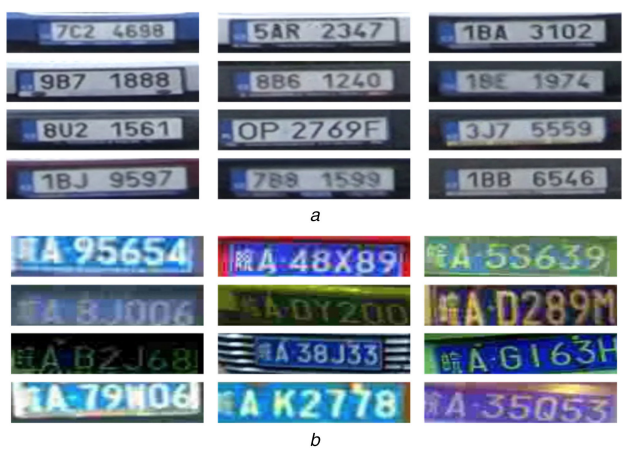 7C2 4698
5AR 2347
1BA 3102
9B7 1888
8B6 1240
1BE 1974
8U2 1561
OP 2769F
3J7 5559
1BJ 9597
7B8 1599
1BB 6546
a
皖A·95654
皖A·48X89
皖A·5S639
皖A·8J006
皖A·DY200
皖A·D289M
皖A·B2J68
皖A·38J33
皖A·G163H
皖A·79W06
皖A·K2778
皖A·35Q53
b